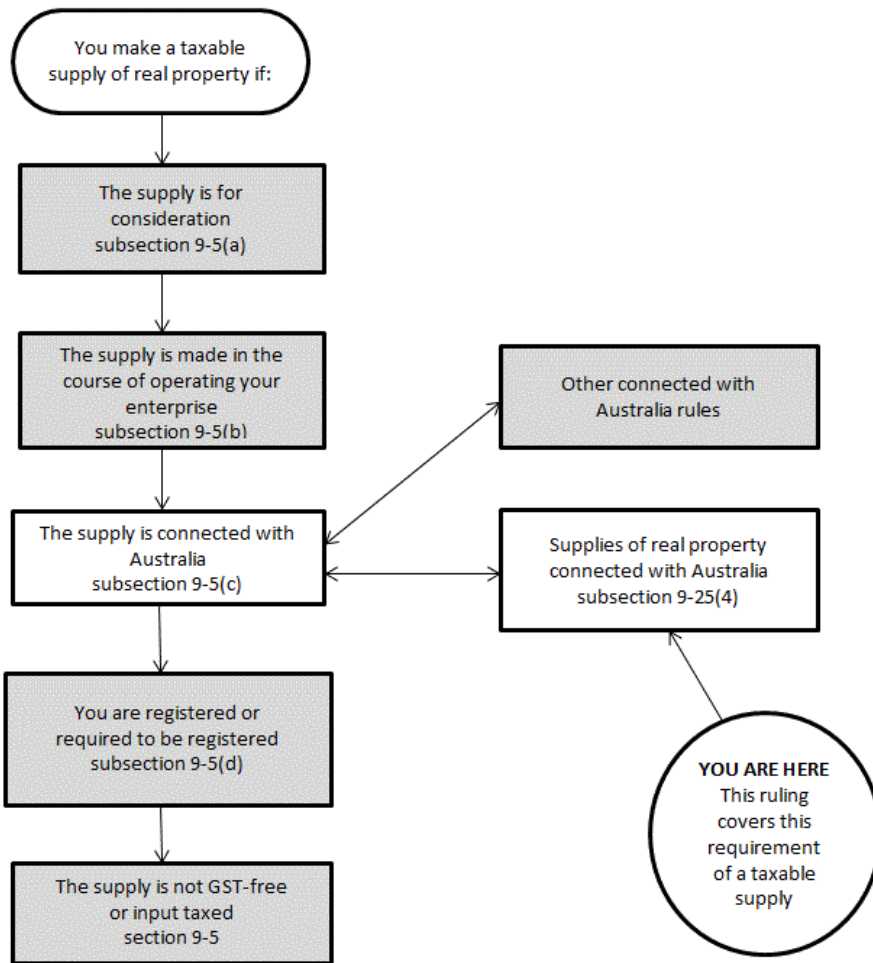 You make a taxable
supply of real property if:
The supply is for
consideration
subsection 9-5(a)
The supply is made in the
course of operating your
enterprise
subsection 9-5(b)
Other connected with
Australia rules
The supply is connected with
Australia
subsection 9-5(c)
Supplies of real property
connected with Australia
subsection 9-25(4)
You are registered or
required to be registered
subsection 9-5(d)
YOU ARE HERE
This ruling
covers this
requirement
of a taxable
supply
The supply is not GST-free
or input taxed
section 9-5